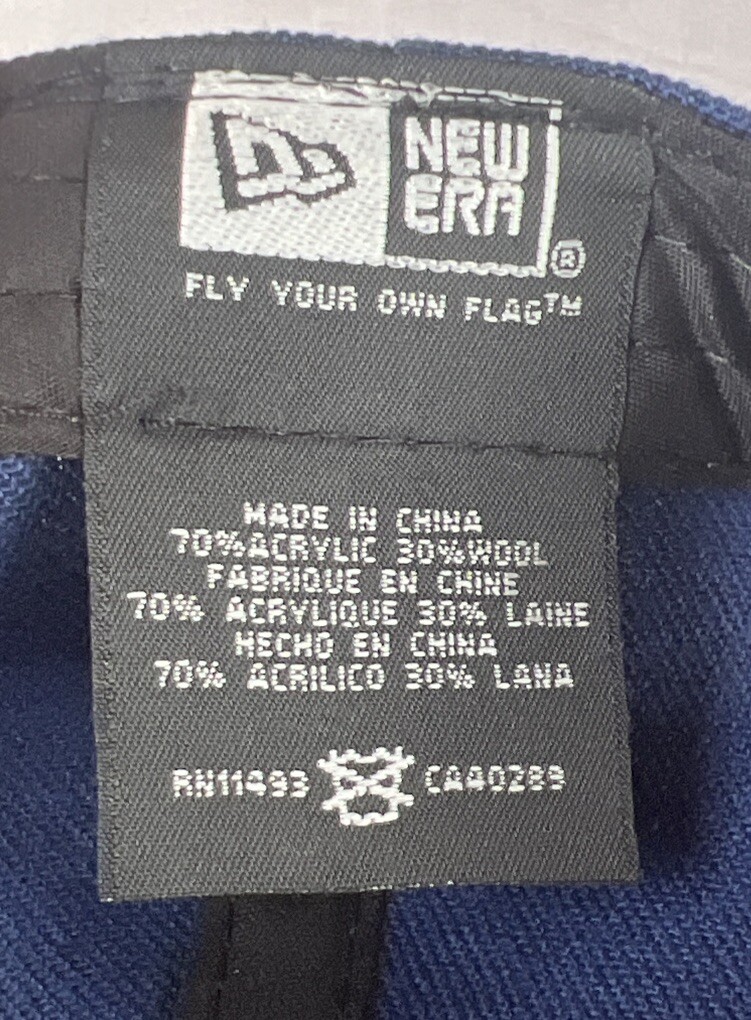 NEW
ERA
®
FLY YOUR OWN FLAG™
MADE IN CHINA
70%ACRYLIC 30%WOOL
FABRIQUE EN CHINE
70% ACRYLIQUE 30% LAINE
HECHO EN CHINA
70% ACRILICO 30% LANA
RN11493 CA40289